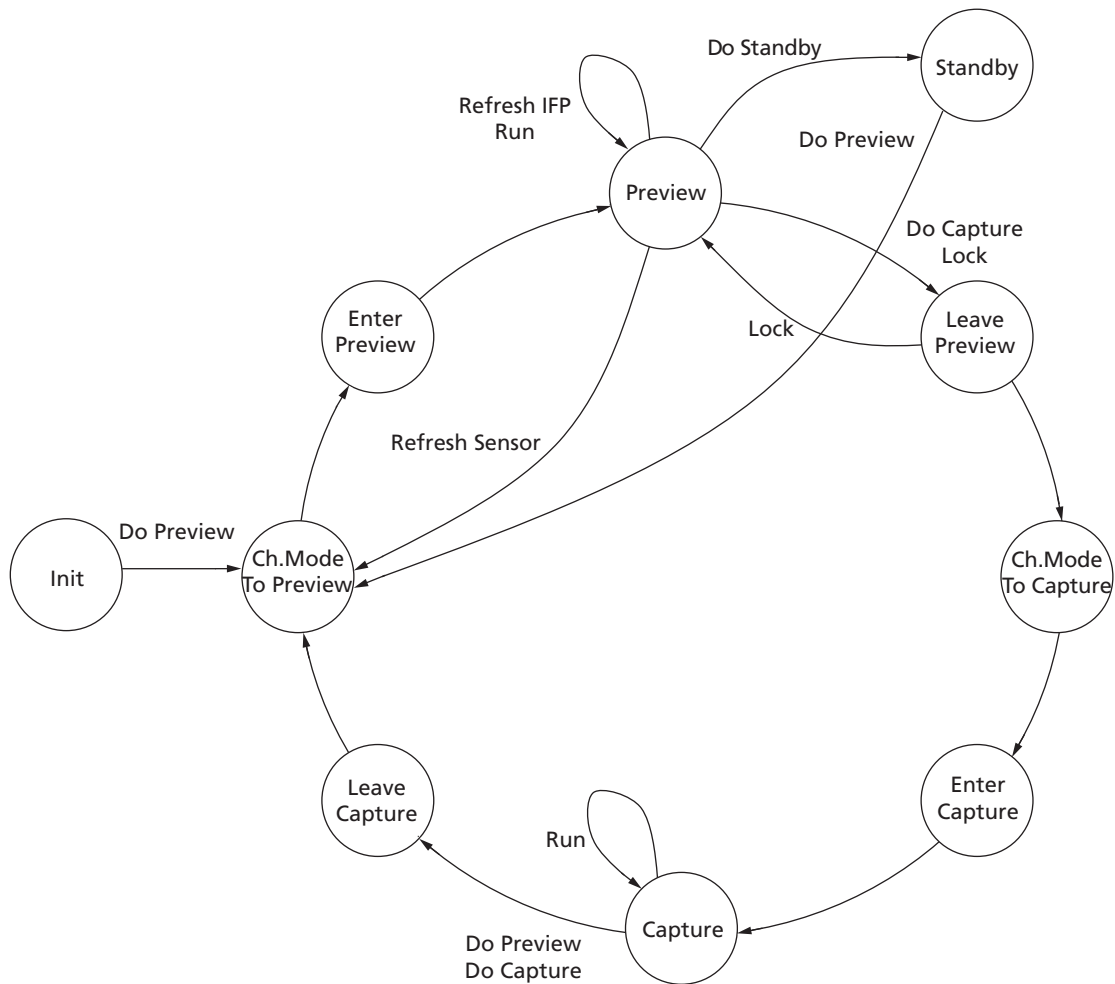 Do Standby
Standby
Refresh IFP
Run
Do Preview
Preview
Do Capture
Lock
Enter
Preview
Lock
Leave
Preview
Refresh Sensor
Do Preview
Init
Ch.Mode
To Preview
Ch.Mode
To Capture
Leave
Capture
Enter
Capture
Run
Capture
Do Preview
Do Capture